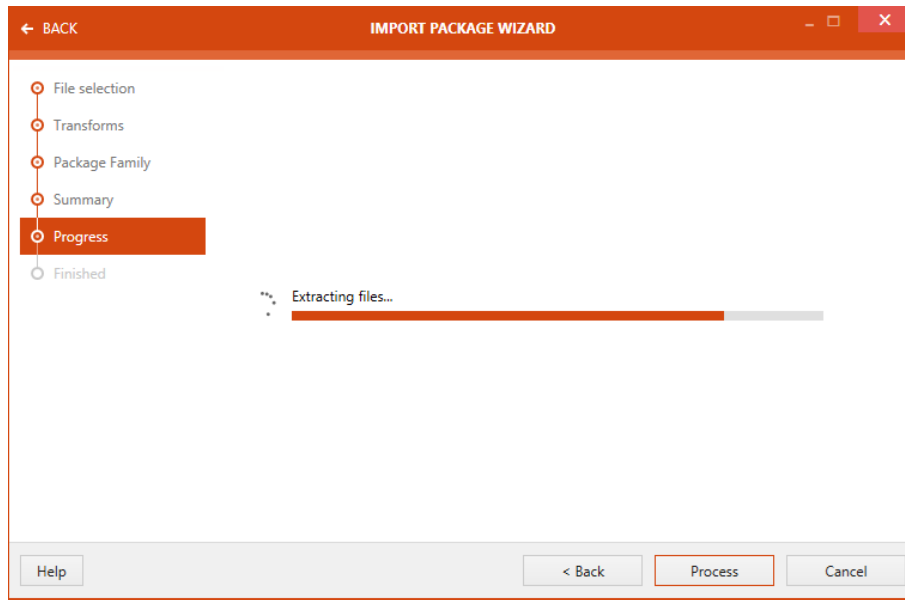 ← BACK
IMPORT PACKAGE WIZARD
File selection
Transforms
Package Family
Summary
Progress
Finished
Extracting files...
Help
< Back
Process
Cancel